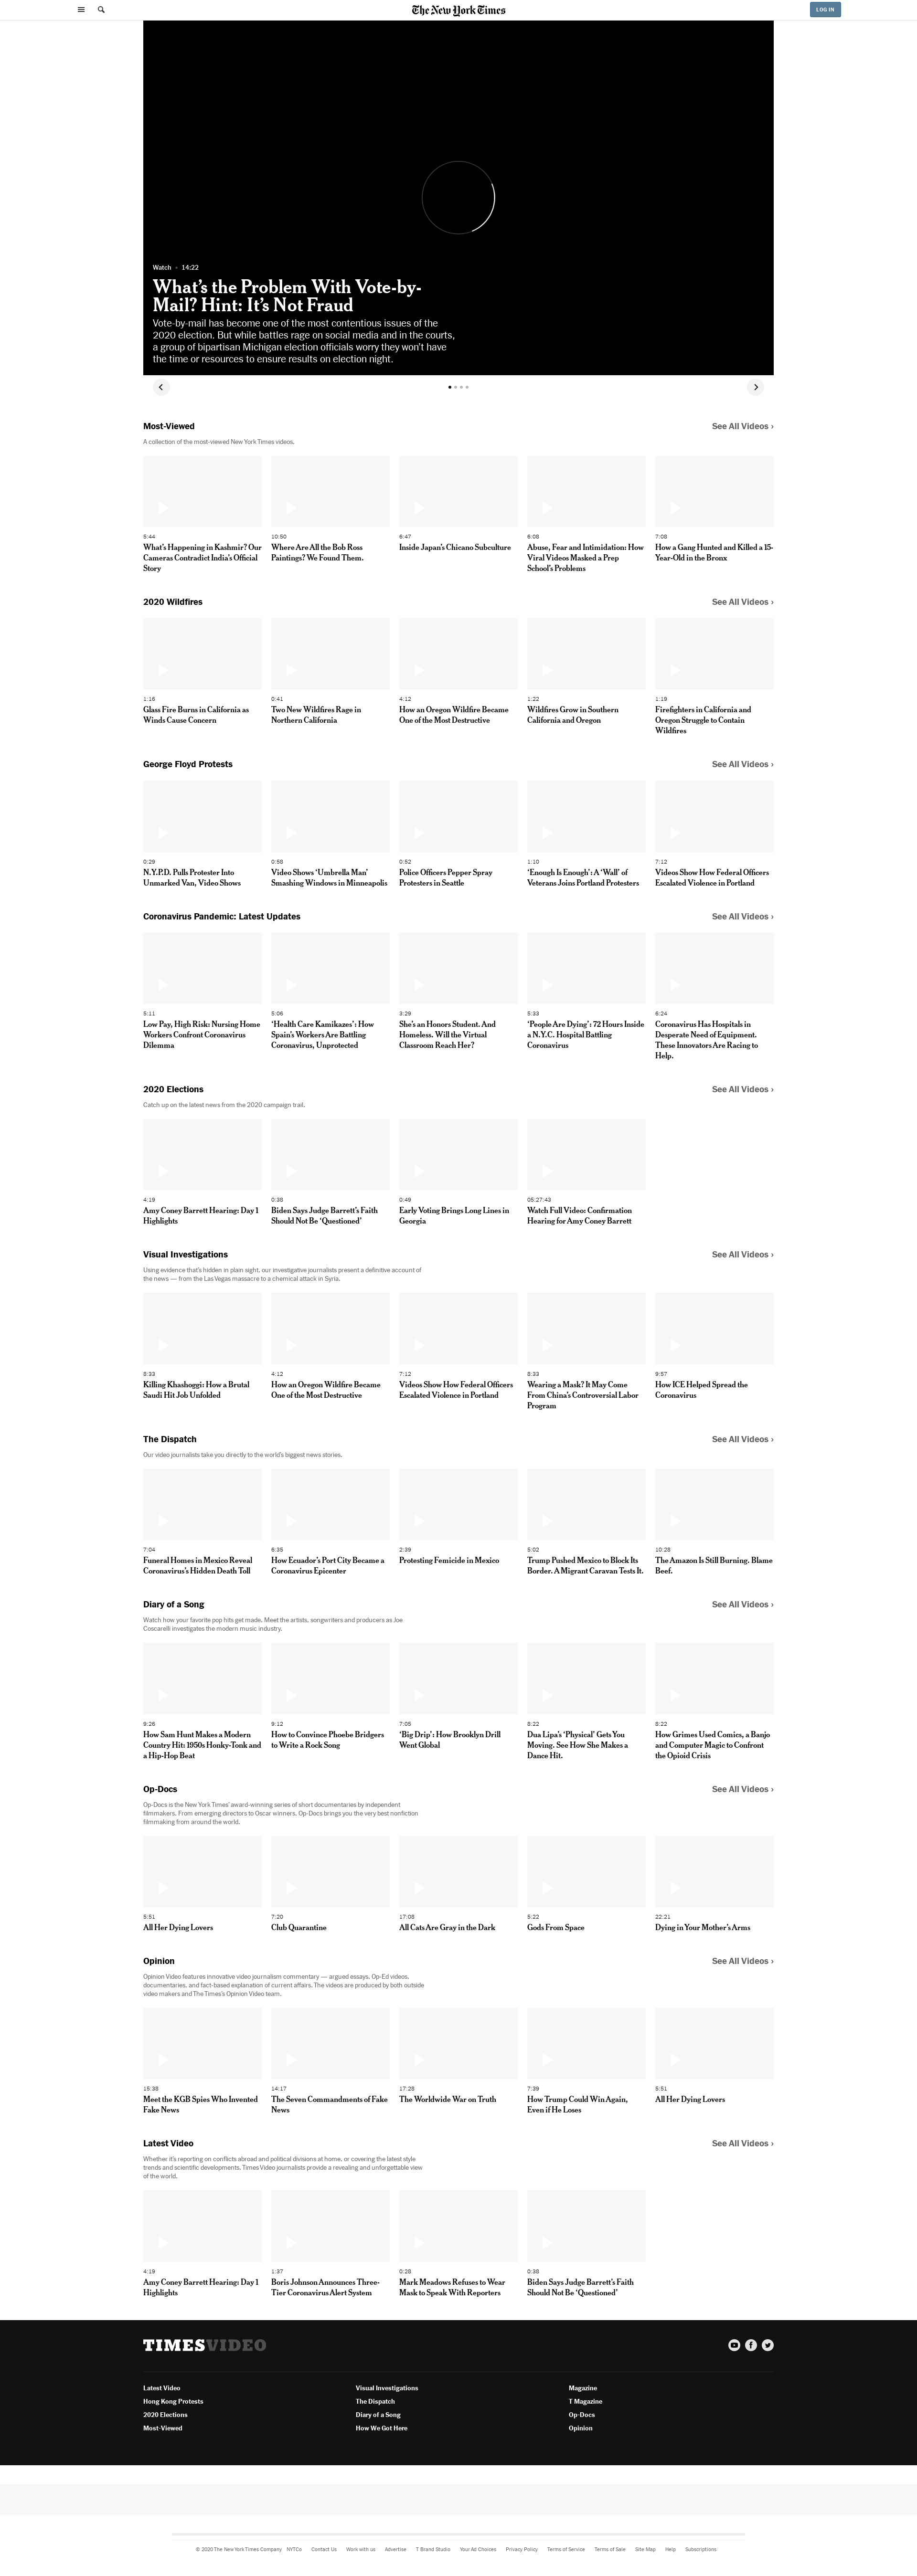 The New York Times
LOG IN
Watch • 14:22
What's the Problem With Vote-by-
Mail? Hint: It's Not Fraud
Vote-by-mail has become one of the most contentious issues of the
2020 election. But while battles rage on social media and in the courts,
a group of bipartisan Michigan election officials worry they won't have
the time or resources to ensure results on election night.
Most-Viewed
See All Videos ›
A collection of the most-viewed New York Times videos.
5:44
What's Happening in Kashmir? Our
Cameras Contradict India's Official
Story
10:50
Where Are All the Bob Ross
Paintings? We Found Them.
6:47
Inside Japan's Chicano Subculture
6:08
Abuse, Fear and Intimidation: How
Viral Videos Masked a Prep
School's Problems
7:08
How a Gang Hunted and Killed a 15-
Year-Old in the Bronx
2020 Wildfires
See All Videos ›
1:16
Glass Fire Burns in California as
Winds Cause Concern
0:41
Two New Wildfires Rage in
Northern California
4:12
How an Oregon Wildfire Became
One of the Most Destructive
1:22
Wildfires Grow in Southern
California and Oregon
1:19
Firefighters in California and
Oregon Struggle to Contain
Wildfires
George Floyd Protests
See All Videos ›
0:29
N.Y.P.D. Pulls Protester Into
Unmarked Van, Video Shows
0:58
Video Shows ‘Umbrella Man’
Smashing Windows in Minneapolis
0:52
Police Officers Pepper Spray
Protesters in Seattle
1:10
‘Enough Is Enough’: A ‘Wall’ of
Veterans Joins Portland Protesters
7:12
Videos Show How Federal Officers
Escalated Violence in Portland
Coronavirus Pandemic: Latest Updates
See All Videos ›
5:11
Low Pay, High Risk: Nursing Home
Workers Confront Coronavirus
Dilemma
5:06
‘Health Care Kamikazes’: How
Spain's Workers Are Battling
Coronavirus, Unprotected
3:29
She's an Honors Student. And
Homeless. Will the Virtual
Classroom Reach Her?
5:33
‘People Are Dying’: 72 Hours Inside
a N.Y.C. Hospital Battling
Coronavirus
6:24
Coronavirus Has Hospitals in
Desperate Need of Equipment.
These Innovators Are Racing to
Help.
2020 Elections
See All Videos ›
Catch up on the latest news from the 2020 campaign trail.
4:19
Amy Coney Barrett Hearing: Day 1
Highlights
0:38
Biden Says Judge Barrett's Faith
Should Not Be ‘Questioned’
0:49
Early Voting Brings Long Lines in
Georgia
05:27:43
Watch Full Video: Confirmation
Hearing for Amy Coney Barrett
Visual Investigations
See All Videos ›
Using evidence that's hidden in plain sight, our investigative journalists present a definitive account of
the news — from the Las Vegas massacre to a chemical attack in Syria.
8:33
Killing Khashoggi: How a Brutal
Saudi Hit Job Unfolded
4:12
How an Oregon Wildfire Became
One of the Most Destructive
7:12
Videos Show How Federal Officers
Escalated Violence in Portland
8:33
Wearing a Mask? It May Come
From China's Controversial Labor
Program
9:57
How ICE Helped Spread the
Coronavirus
The Dispatch
See All Videos ›
Our video journalists take you directly to the world's biggest news stories.
7:04
Funeral Homes in Mexico Reveal
Coronavirus's Hidden Death Toll
6:35
How Ecuador's Port City Became a
Coronavirus Epicenter
2:39
Protesting Femicide in Mexico
5:02
Trump Pushed Mexico to Block Its
Border. A Migrant Caravan Tests It.
10:28
The Amazon Is Still Burning. Blame
Beef.
Diary of a Song
See All Videos ›
Watch how your favorite pop hits get made. Meet the artists, songwriters and producers as Joe
Coscarelli investigates the modern music industry.
9:26
How Sam Hunt Makes a Modern
Country Hit: 1950s Honky-Tonk and
a Hip-Hop Beat
9:12
How to Convince Phoebe Bridgers
to Write a Rock Song
7:05
‘Big Drip’: How Brooklyn Drill
Went Global
8:22
Dua Lipa's ‘Physical’ Gets You
Moving. See How She Makes a
Dance Hit.
8:22
How Grimes Used Comics, a Banjo
and Computer Magic to Confront
the Opioid Crisis
Op-Docs
See All Videos ›
Op-Docs is the New York Times' award-winning series of short documentaries by independent
filmmakers. From emerging directors to Oscar winners, Op-Docs brings you the very best nonfiction
filmmaking from around the world.
5:51
All Her Dying Lovers
7:20
Club Quarantine
17:08
All Cats Are Gray in the Dark
5:22
Gods From Space
22:21
Dying in Your Mother's Arms
Opinion
See All Videos ›
Opinion Video features innovative video journalism commentary — argued essays, Op-Ed videos,
documentaries, and fact-based explanation of current affairs. The videos are produced by both outside
video makers and The Times's Opinion Video team.
15:38
Meet the KGB Spies Who Invented
Fake News
14:17
The Seven Commandments of Fake
News
17:28
The Worldwide War on Truth
7:39
How Trump Could Win Again,
Even if He Loses
5:51
All Her Dying Lovers
Latest Video
See All Videos ›
Whether it's reporting on conflicts abroad and political divisions at home, or covering the latest style
trends and scientific developments, Times Video journalists provide a revealing and unforgettable view
of the world.
4:19
Amy Coney Barrett Hearing: Day 1
Highlights
1:37
Boris Johnson Announces Three-
Tier Coronavirus Alert System
0:28
Mark Meadows Refuses to Wear
Mask to Speak With Reporters
0:38
Biden Says Judge Barrett's Faith
Should Not Be ‘Questioned’
TIMESVIDEO
Latest Video
Hong Kong Protests
2020 Elections
Most-Viewed
Visual Investigations
The Dispatch
Diary of a Song
How We Got Here
Magazine
T Magazine
Op-Docs
Opinion
© 2020 The New York Times Company NYTCo Contact Us Work with us Advertise T Brand Studio Your Ad Choices Privacy Policy Terms of Service Terms of Sale Site Map Help Subscriptions